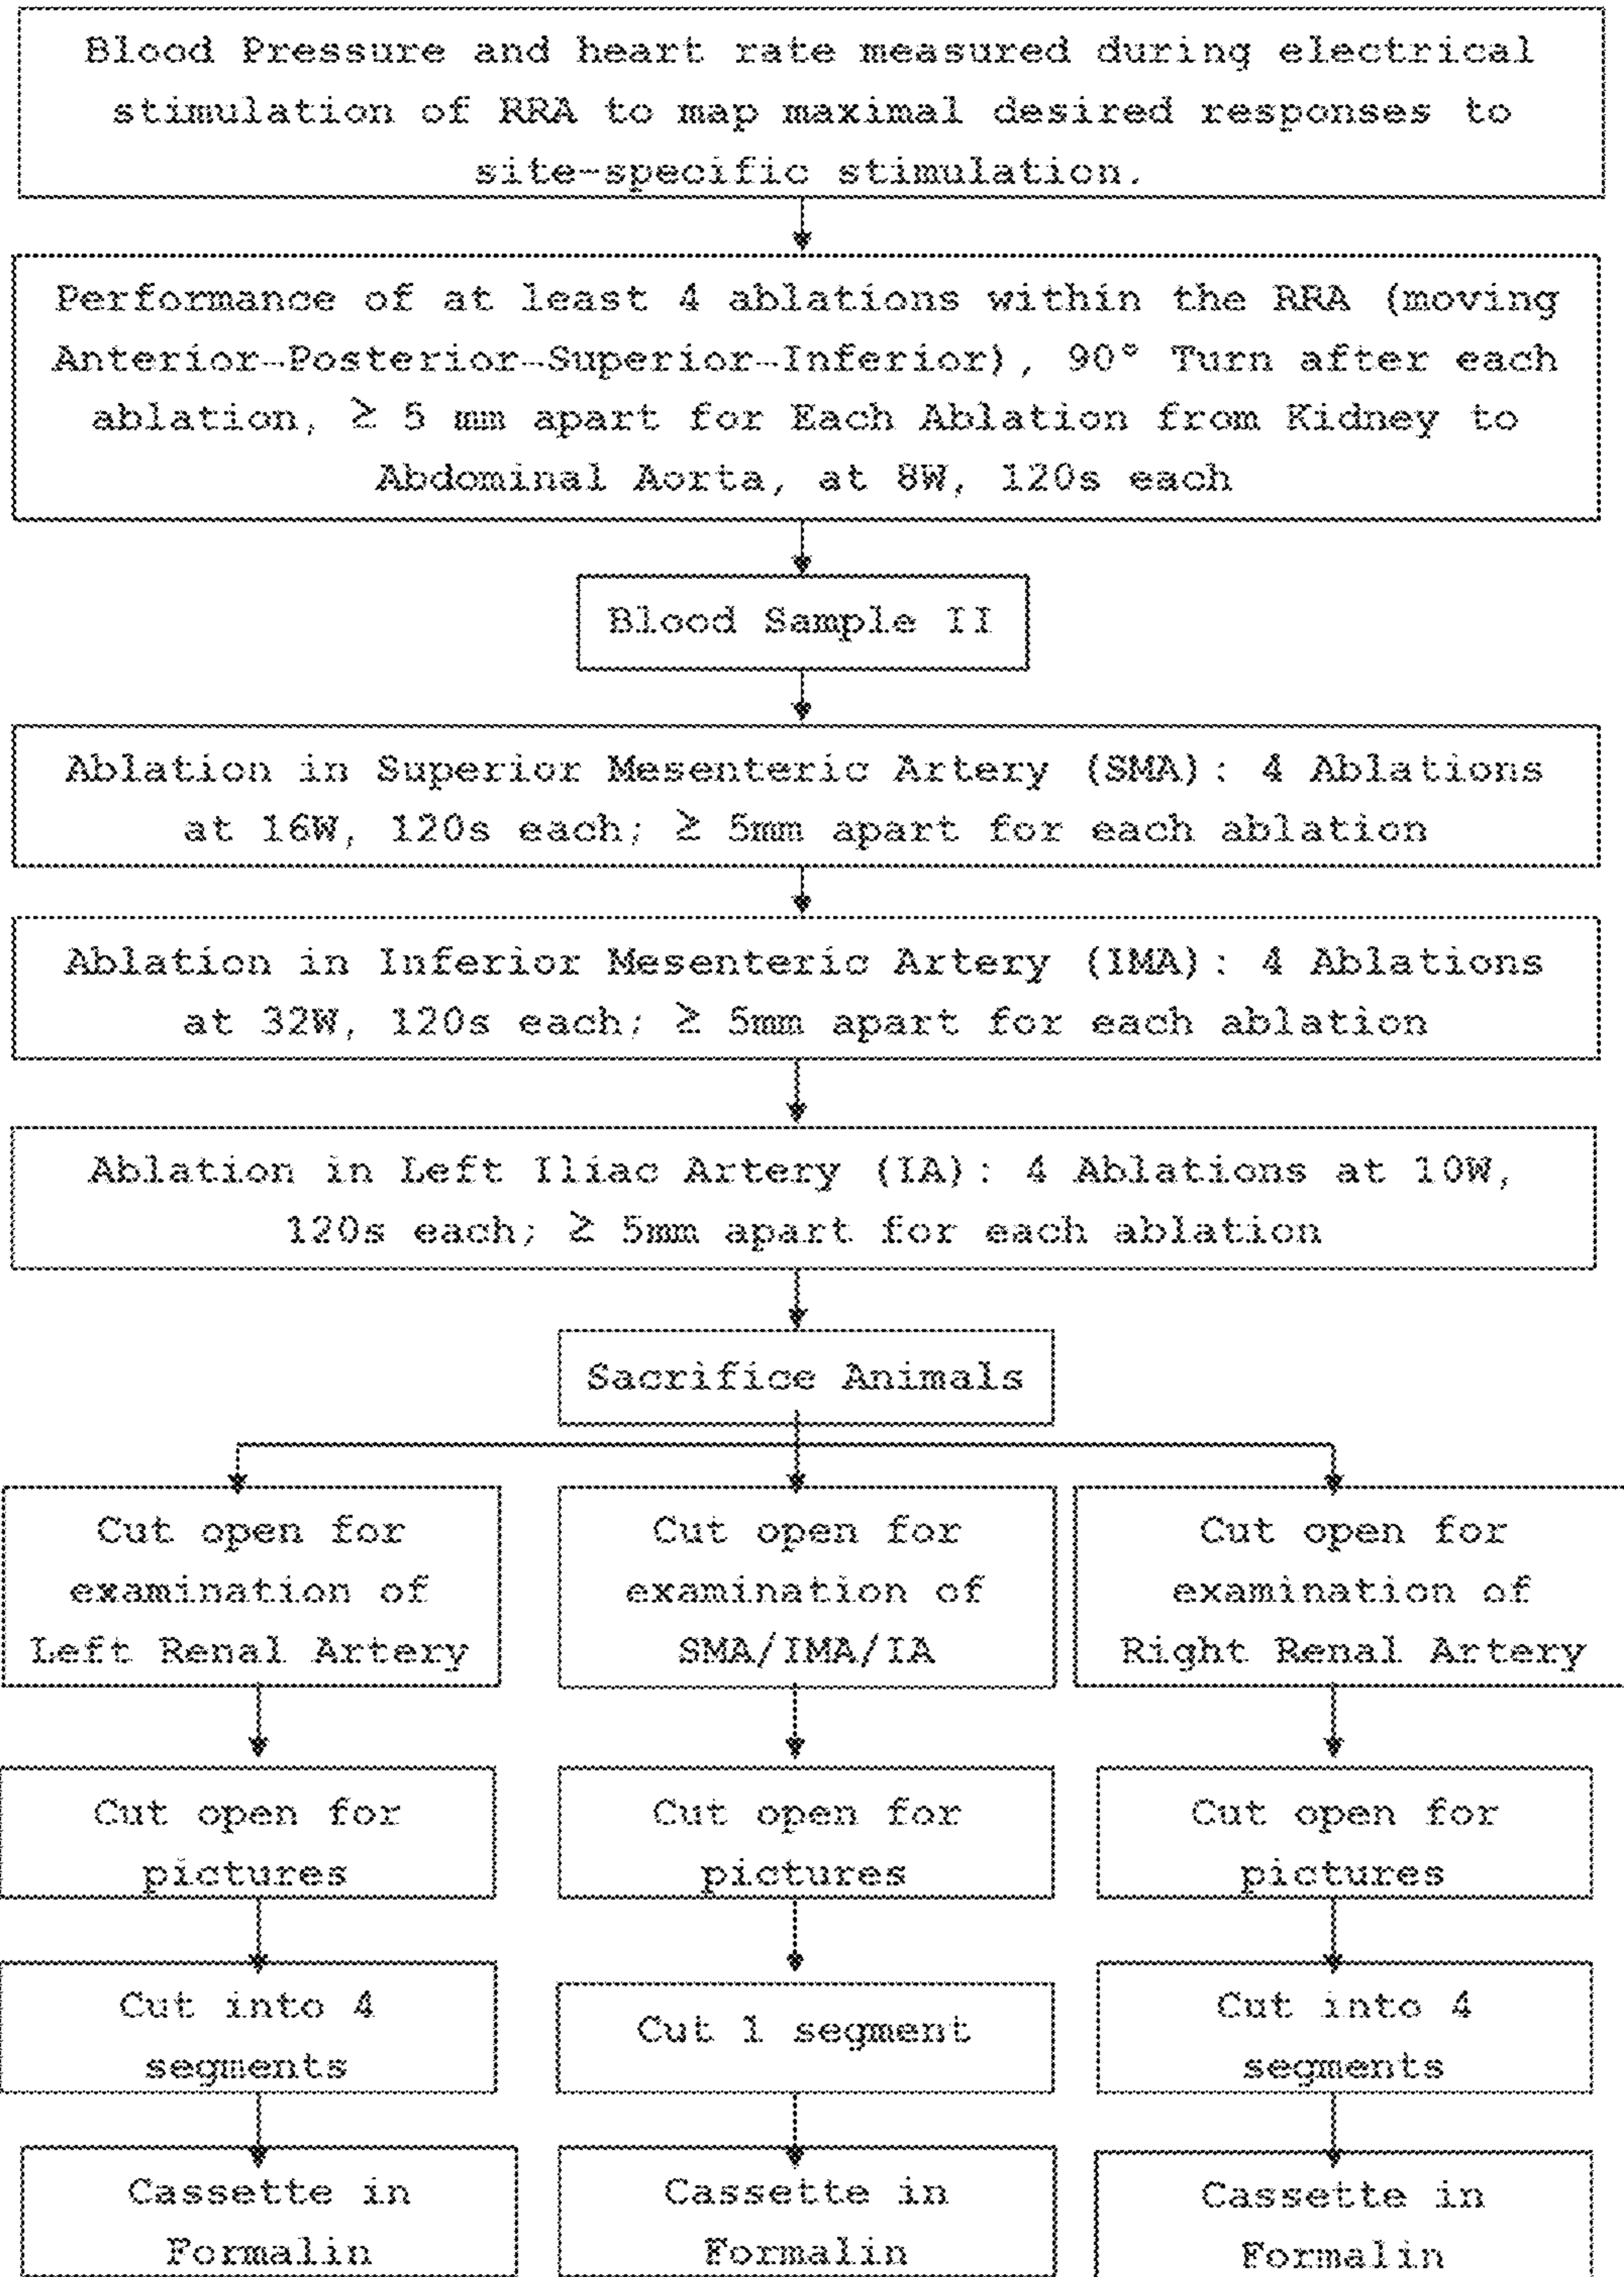 Blood Pressure and heart rate measured during electrical
stimulation of RRA to map maximal desired responses to
site-specific stimulation.
Performance of at least 4 ablations within the RRA (moving
Anterior--Posterior--Superior--Inferior), 90° Turn after each
ablation, ≥ 5 mm apart for Each Ablation from Kidney to
Abdominal Aorta, at 8W, 120s each
Blood Sample II
Ablation in Superior Mesenteric Artery (SMA): 4 Ablations
at 16W, 120s each; ≥ 5mm apart for each ablation
Ablation in Inferior Mesenteric Artery (IMA): 4 Ablations
at 32W, 120s each; ≥ 5mm apart for each ablation
Ablation in Left Iliac Artery (IA): 4 Ablations at 10W,
120s each; ≥ 5mm apart for each ablation
Sacrifice Animals
Cut open for
examination of
Left Renal Artery
Cut open for
examination of
SMA/IMA/IA
Cut open for
examination of
Right Renal Artery
Cut open for
pictures
Cut open for
pictures
Cut open for
pictures
Cut into 4
segments
Cut 1 segment
Cut into 4
segments
Cassette in
Formalin
Cassette in
Formalin
Cassette in
Formalin